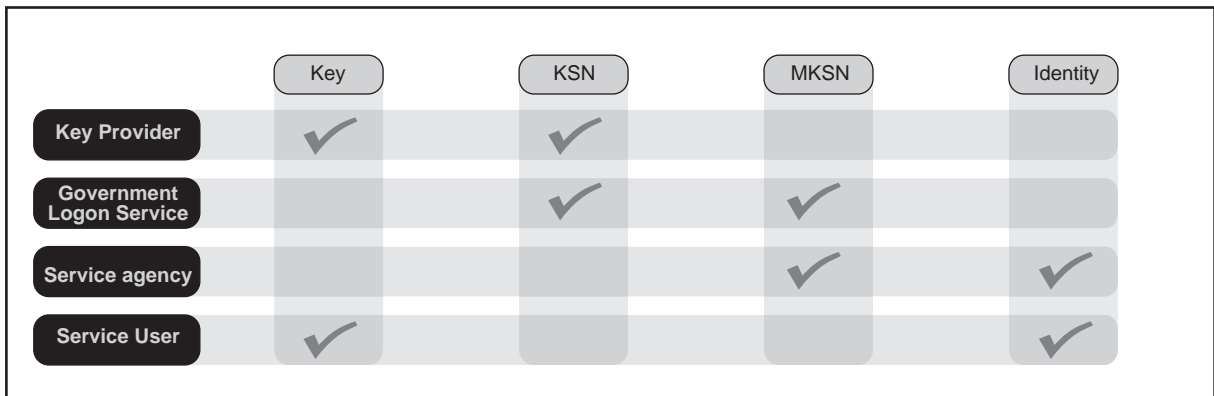 Key
KSN
MKSN
Identity
Key Provider
Government
Logon Service
Service agency
Service User